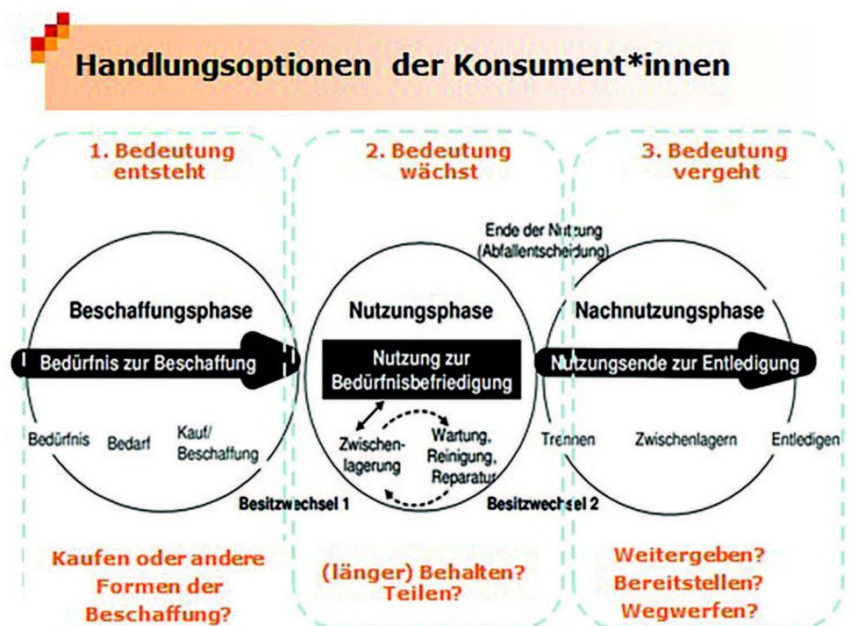 Handlungsoptionen der Konsument*innen
1. Bedeutung
entsteht
2. Bedeutung
wächst
3. Bedeutung
vergeht
Ende der Nutzung
(Abfallentscheidung)
Beschaffungsphase
Bedürfnis zur Beschaffung
Bedürfnis
Bedarf
Kauf/
Beschaffung
Besitzwechsel 1
Nutzungsphase
Nutzung zur
Bedürfnisbefriedigung
Zwischen-
lagerung
Wartung,
Reinigung,
Reparatur
Besitzwechsel 2
Nachnutzungsphase
Nutzungsende zur Entledigung
Trennen
Zwischenlagern
Entledigen
Kaufen oder andere
Formen der
Beschaffung?
(länger) Behalten?
Teilen?
Weitergeben?
Bereitstellen?
Wegwerfen?